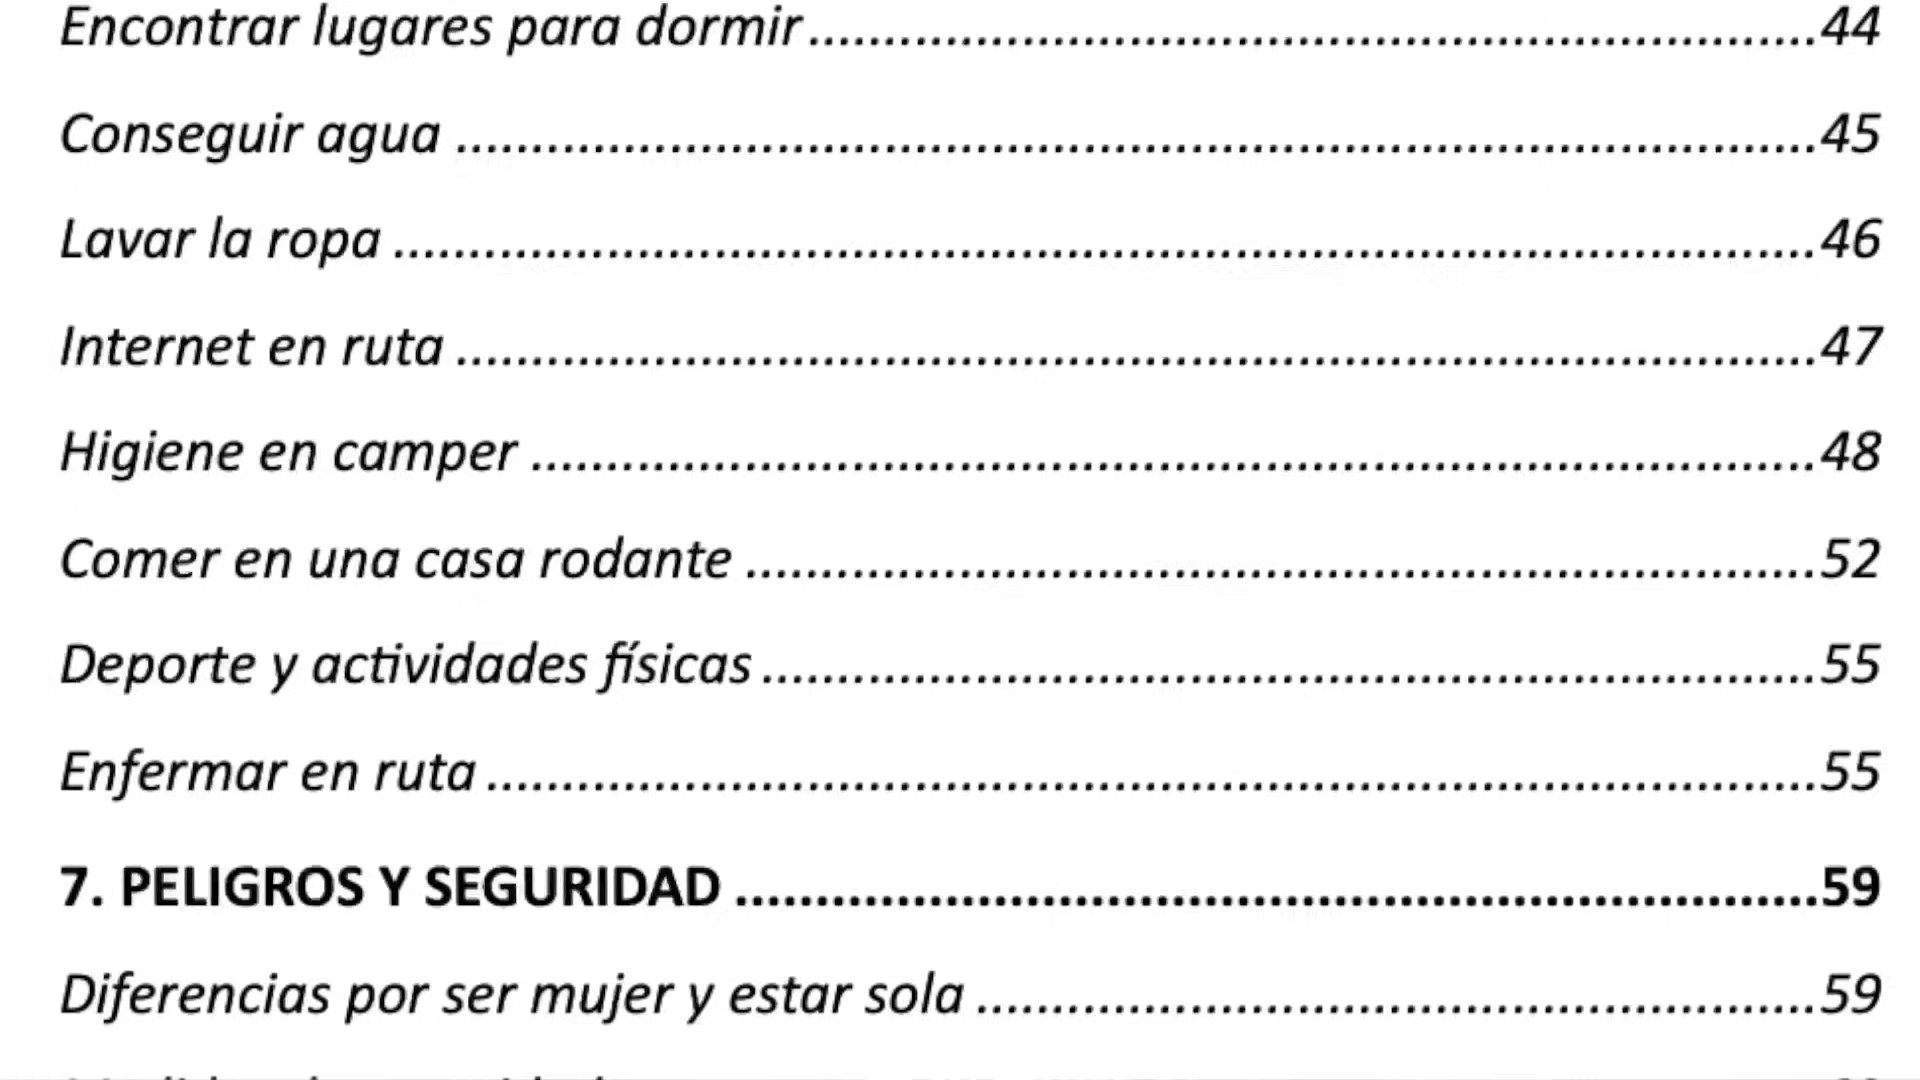 Encontrar lugares para dormir....................................................................44
Conseguir agua ............................................................................................45
Lavar la ropa ................................................................................................46
Internet en ruta ............................................................................................47
Higiene en camper .......................................................................................48
Comer en una casa rodante ........................................................................52
Deporte y actividades físicas .......................................................................55
Enfermar en ruta ..........................................................................................55
7. PELIGROS Y SEGURIDAD ....................................................................59
Diferencias por ser mujer y estar sola ........................................................59